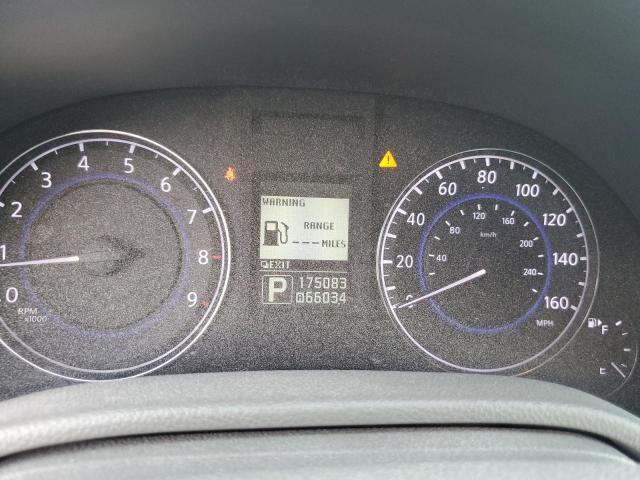 WARNING
RANGE
--- MILES
EXIT
P
175083
066034
0 1 2 3 4 5 6 7 8 9
RPM
x1000
0 20 40 60 80 100 120 140 160
MPH
40 80 120 160 200 240
km/h
F
E